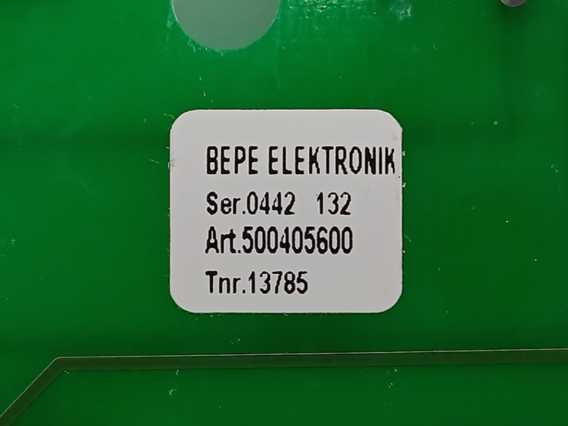 BEPE ELEKTRONIK
Ser.0442 132
Art.500405600
Tnr.13785